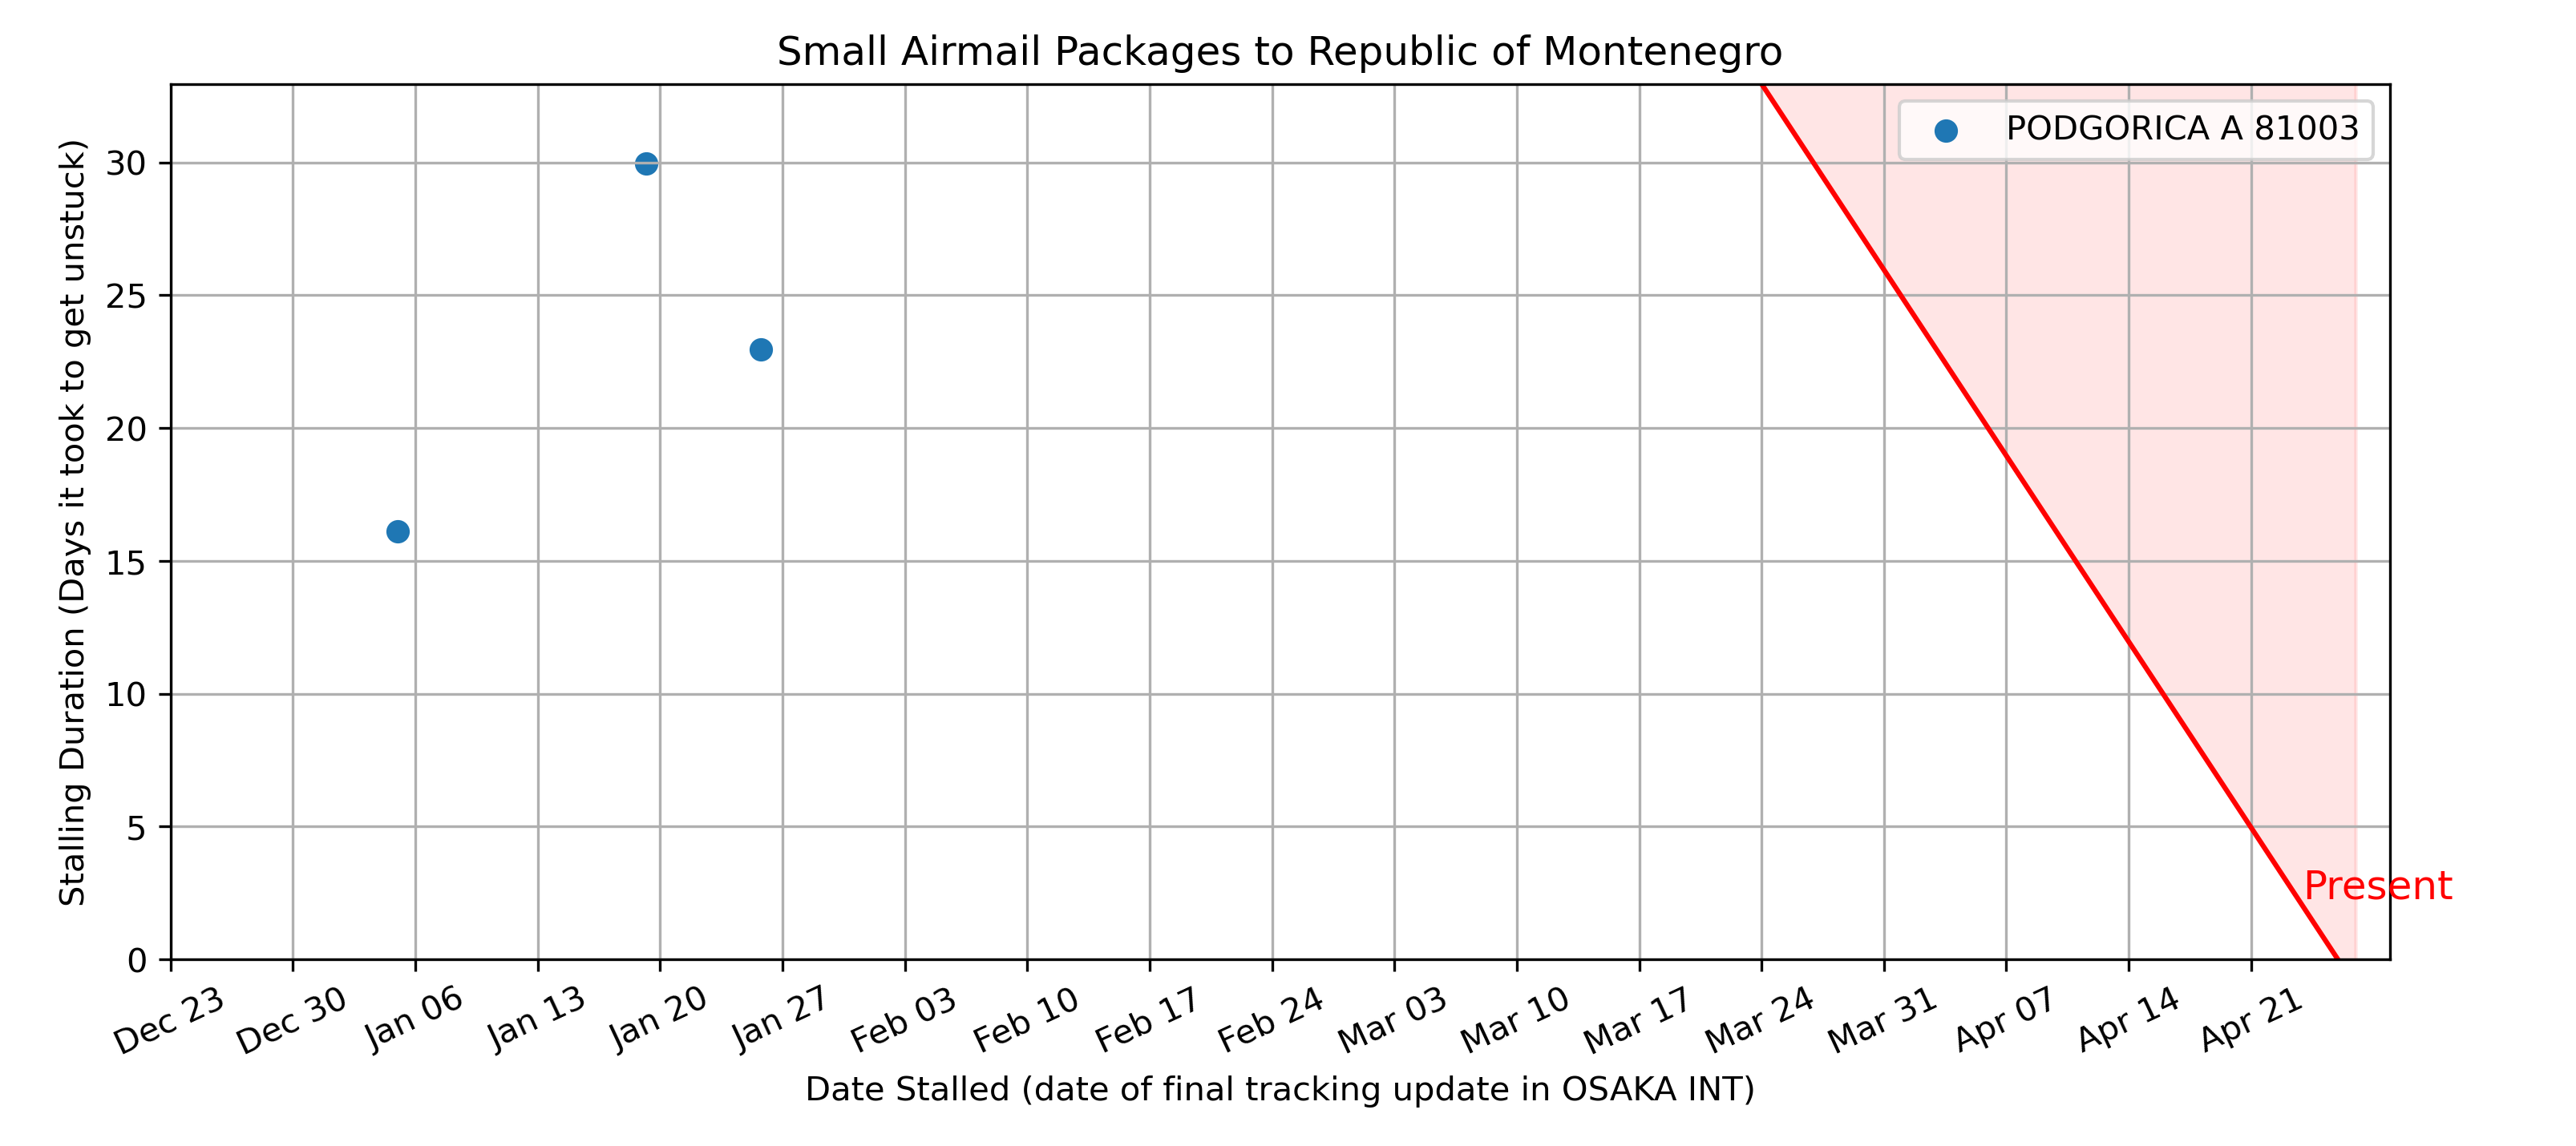 Small Airmail Packages to Republic of Montenegro
PODGORICA A 81003
Stalling Duration (Days it took to get unstuck)
30
25
20
15
10
5
0
Present
Dec 23
Dec 30
Jan 06
Jan 13
Jan 20
Jan 27
Feb 03
Feb 10
Feb 17
Feb 24
Mar 03
Mar 10
Mar 17
Mar 24
Mar 31
Apr 07
Apr 14
Apr 21
Date Stalled (date of final tracking update in OSAKA INT)